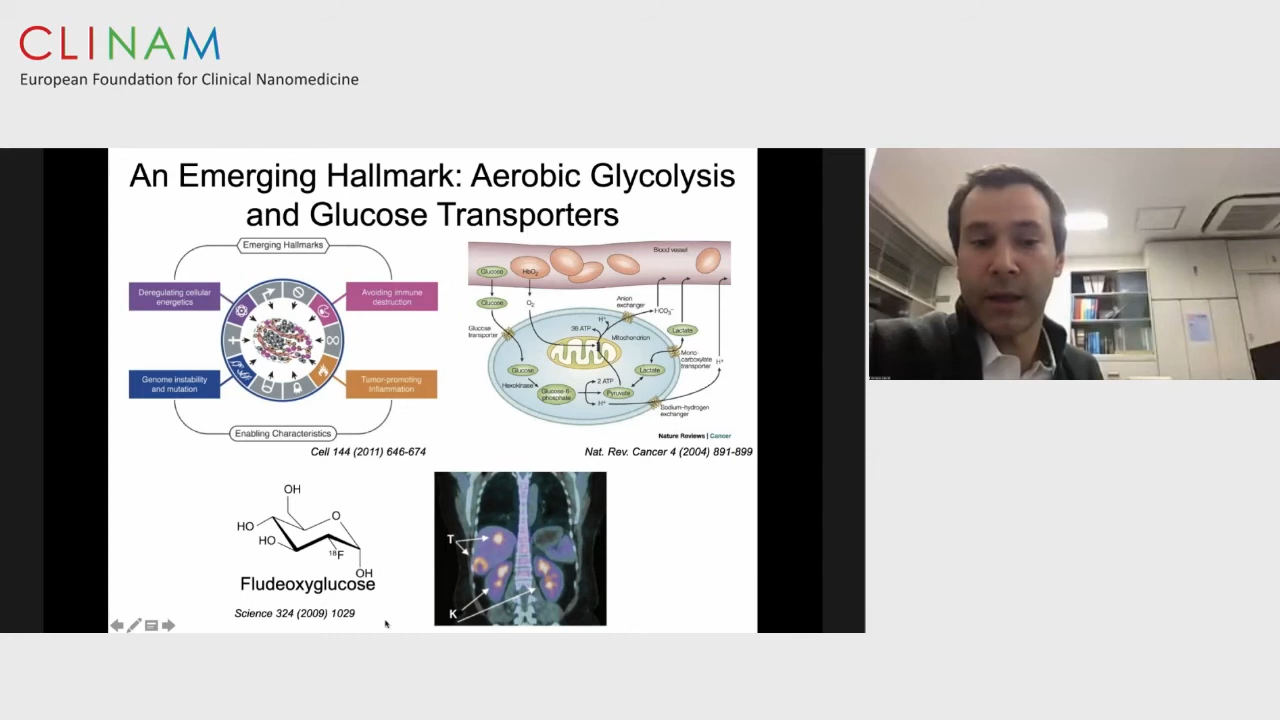 CLINAM
European Foundation for Clinical Nanomedicine
An Emerging Hallmark: Aerobic Glycolysis
and Glucose Transporters
Emerging Hallmarks
Deregulating cellular
energetics
Avoiding immune
destruction
Genome instability
and mutation
Tumor-promoting
Inflammation
Enabling Characteristics
Cell 144 (2011) 646-674
Blood vessel
Glucose
HbO2
Glucose
O2
Anion
exchanger
HCO3–
H+
Glucose
transporter
38 ATP
Mitochondrion
Lactate
Mono-
carboxylate
transporter
H+
Glucose
Lactate
Hexokinase
Glucose-6-
phosphate
2 ATP
Pyruvate
H+
Sodium–hydrogen
exchanger
Nature Reviews | Cancer
Nat. Rev. Cancer 4 (2004) 891-899
OH
HO
O
HO
18F
OH
Fludeoxyglucose
Science 324 (2009) 1029
T
K